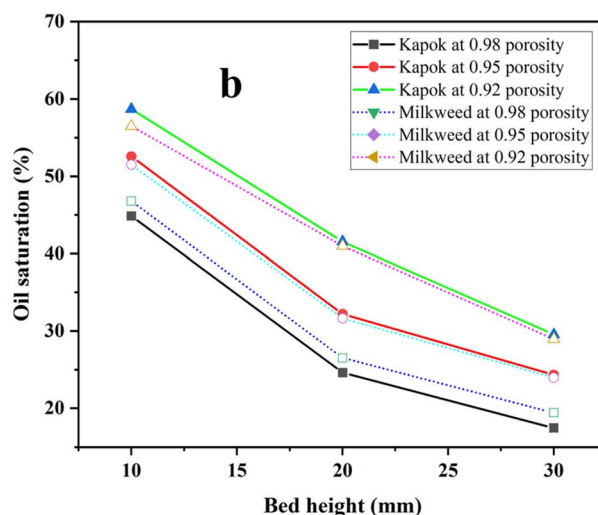 70
60
50
40
30
20
10
15
20
25
30
Oil saturation (%)
Bed height (mm)
b
Kapok at 0.98 porosity
Kapok at 0.95 porosity
Kapok at 0.92 porosity
Milkweed at 0.98 porosity
Milkweed at 0.95 porosity
Milkweed at 0.92 porosity